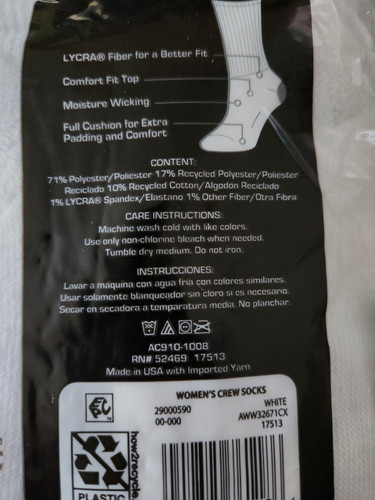 LYCRA® Fiber for a Better Fit
Comfort Fit Top
Moisture Wicking
Full Cushion for Extra
Padding and Comfort
CONTENT:
71% Polyester/Poliéster 17% Recycled Polyester/Poliéster
Reciclado 10% Recycled Cotton/Algodón Reciclado
1% LYCRA® Spandex/Elastano 1% Other Fiber/Otra Fibra
CARE INSTRUCTIONS:
Machine wash cold with like colors.
Use only non-chlorine bleach when needed.
Tumble dry medium. Do not iron.
INSTRUCCIONES:
Lavar a máquina con agua fria con colores similares.
Usar solamente blanqueador sin cloro si es necesario.
Secar en secadora a temperatura media. No planchar.
AC910-1008
RN# 52469 17513
Made in USA with Imported Yarn
WOMEN'S CREW SOCKS
29000590
WHITE
00-000
AWW32671CX
17513
how2recycle.
PLASTIC